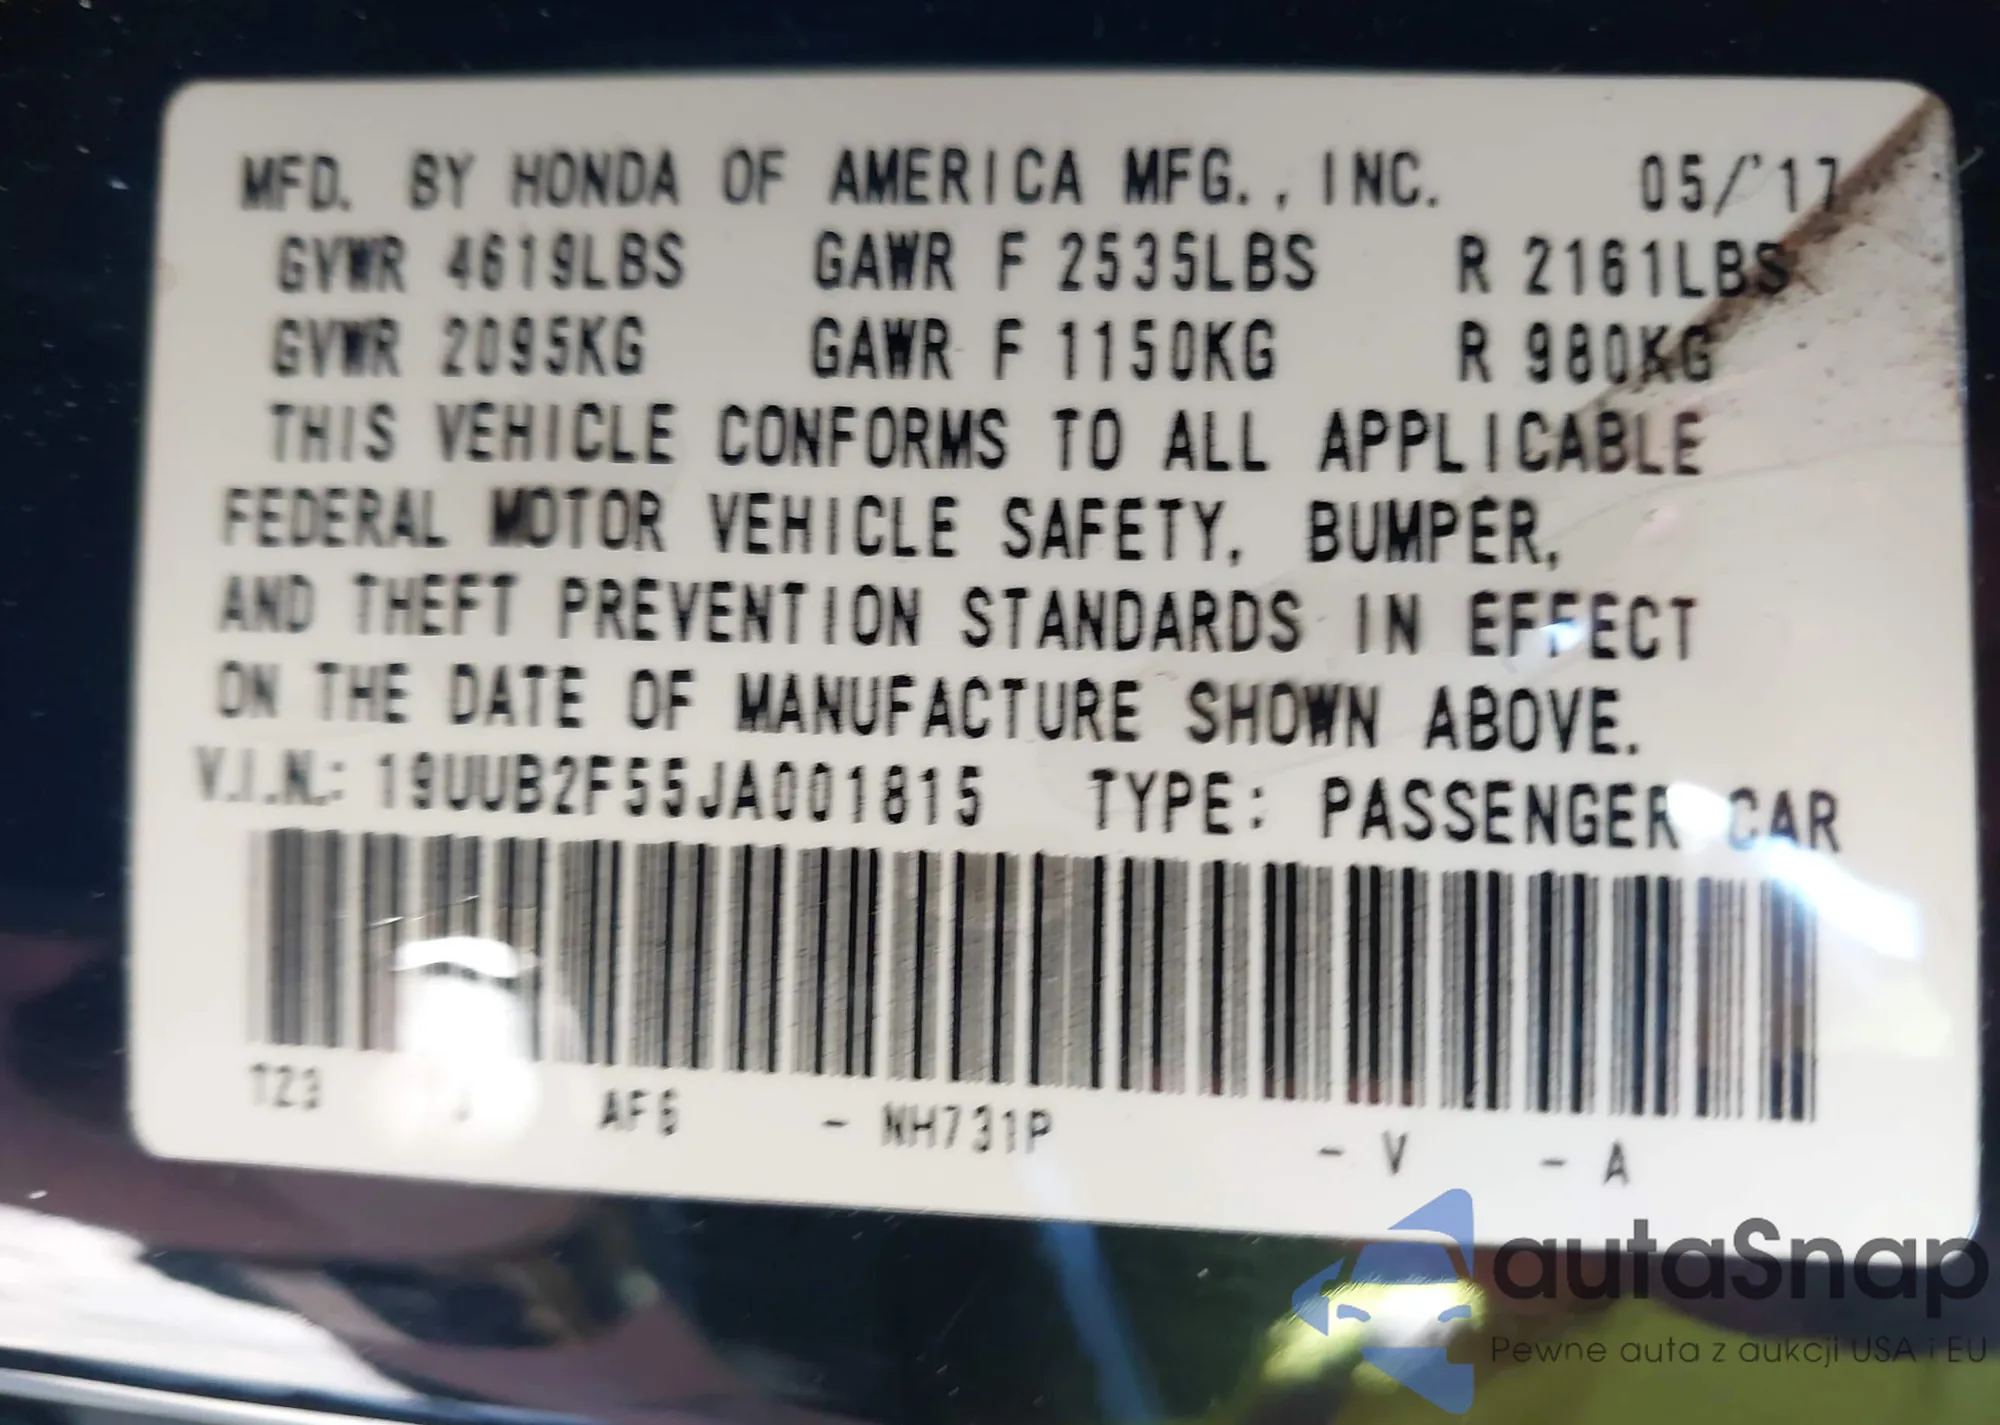 MFD. BY HONDA OF AMERICA MFG., INC. 05/'17
GVWR 4619LBS GAWR F 2535LBS R 2161LBS
GVWR 2095KG GAWR F 1150KG R 980KG
THIS VEHICLE CONFORMS TO ALL APPLICABLE
FEDERAL MOTOR VEHICLE SAFETY, BUMPER,
AND THEFT PREVENTION STANDARDS IN EFFECT
ON THE DATE OF MANUFACTURE SHOWN ABOVE.
V.I.N.: 19UUB2F55JA001815 TYPE: PASSENGER CAR
TZ3 AF6 - NH731P - V - A
autaSnap
Pewne auta z aukcji USA i EU